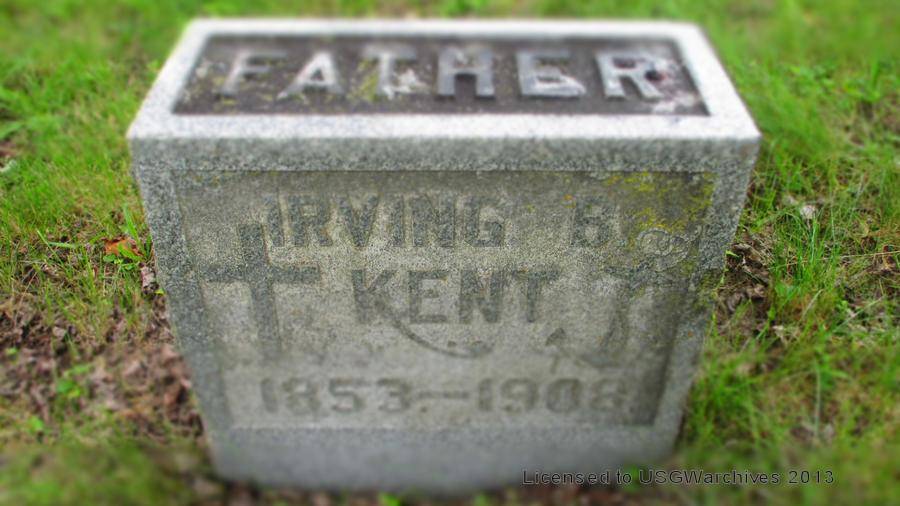 FATHER
IRVING B.
KENT
1853 – 1908
Licensed to USGWarchives 2013